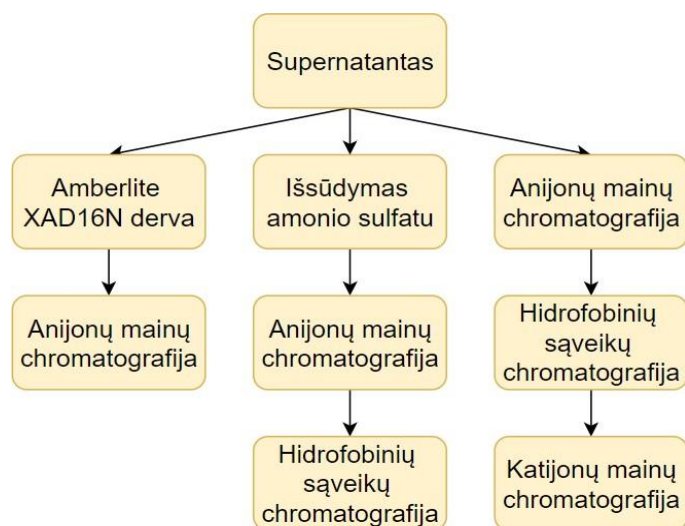 Supernatantas
Amberlite
XAD16N derva
Išsūdymas
amonio sulfatu
Anijonų mainų
chromatografija
Anijonų mainų
chromatografija
Anijonų mainų
chromatografija
Hidrofobinių
sąveikų
chromatografija
Hidrofobinių
sąveikų
chromatografija
Katijonų mainų
chromatografija